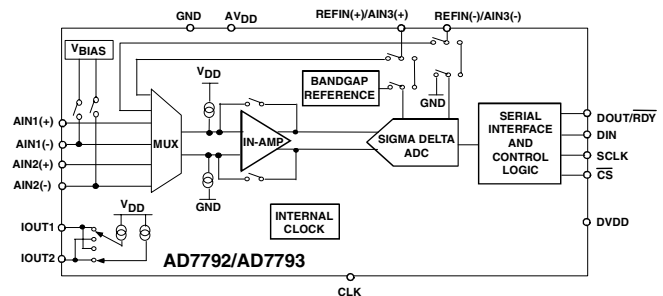 GND
AVDD
REFIN(+)/AIN3(+)
REFIN(-)/AIN3(-)
VBIAS
VDD
BANDGAP
REFERENCE
GND
AIN1(+)
AIN1(-)
AIN2(+)
AIN2(-)
MUX
IN-AMP
SIGMA DELTA
ADC
SERIAL
INTERFACE
AND
CONTROL
LOGIC
DOUT/RDY
DIN
SCLK
CS
GND
VDD
INTERNAL
CLOCK
IOUT1
IOUT2
DVDD
AD7792/AD7793
CLK